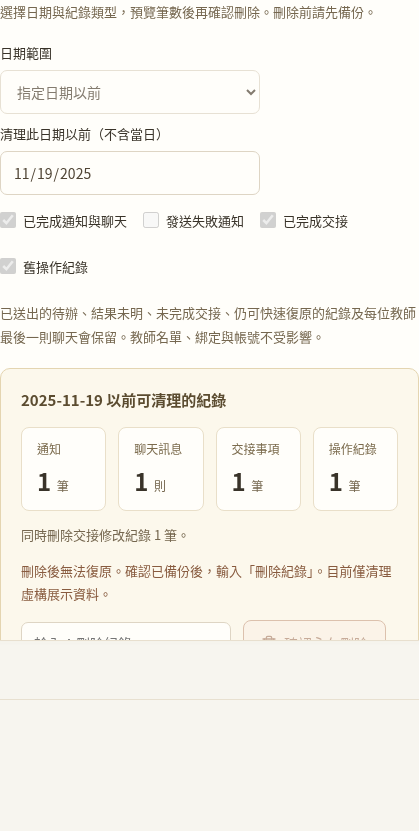 選擇日期與紀錄類型，預覽筆數後再確認刪除。刪除前請先備份。
日期範圍
指定日期以前
清理此日期以前（不含當日）
11/19/2025
已完成通知與聊天 發送失敗通知 已完成交接
舊操作紀錄
已送出的待辦、結果未明、未完成交接、仍可快速復原的紀錄及每位教師
最後一則聊天會保留。教師名單、綁定與帳號不受影響。
2025-11-19 以前可清理的紀錄
通知 聊天訊息 交接事項 操作紀錄
1 筆 1 則 1 筆 1 筆
同時刪除交接修改紀錄 1 筆。
刪除後無法復原。確認已備份後，輸入「刪除紀錄」。目前僅清理
虛構展示資料。